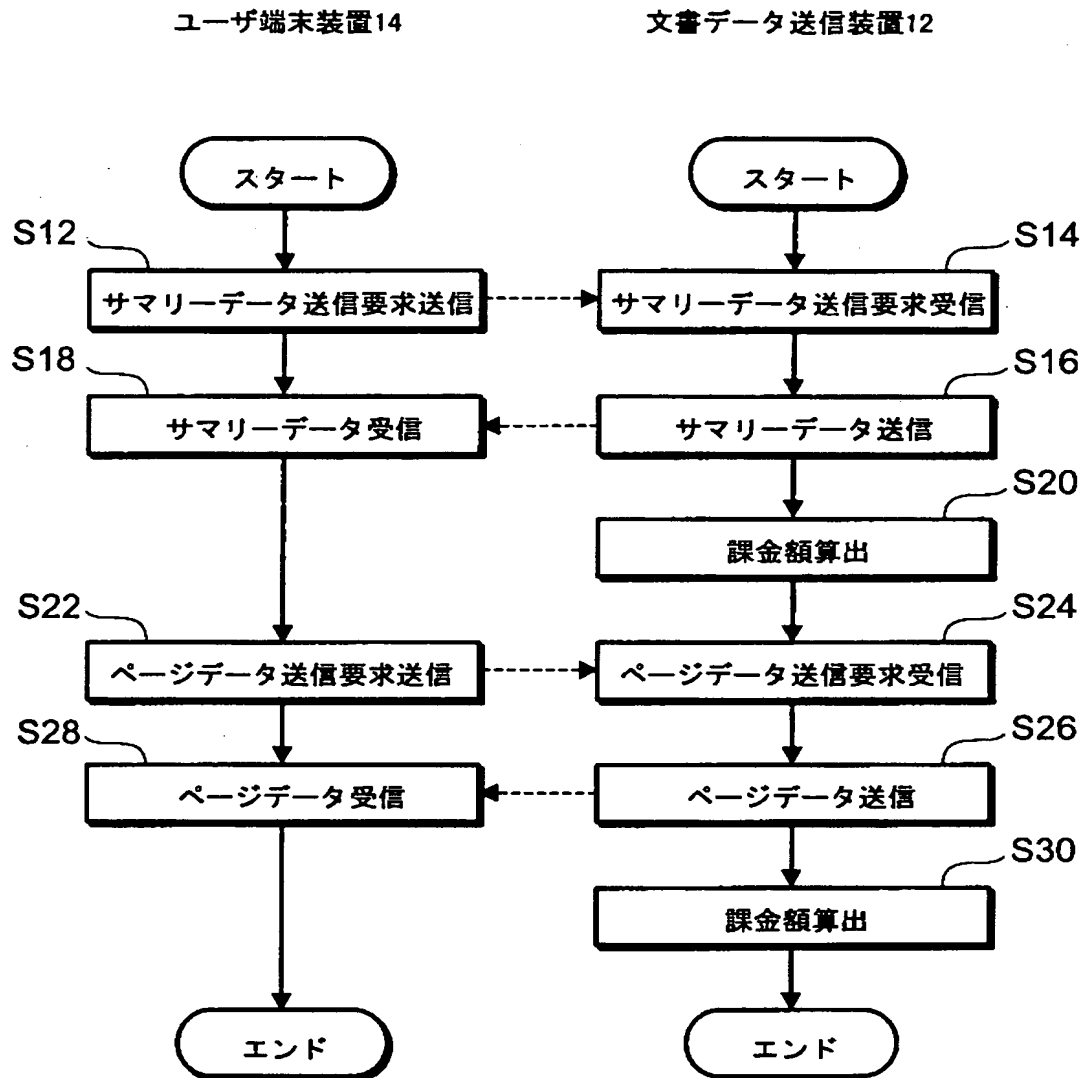 ユーザ端末装置14
文書データ送信装置12
スタート
スタート
S12
サマリーデータ送信要求送信
S14
サマリーデータ送信要求受信
S18
サマリーデータ受信
S16
サマリーデータ送信
S20
課金額算出
S22
ページデータ送信要求送信
S24
ページデータ送信要求受信
S28
ページデータ受信
S26
ページデータ送信
S30
課金額算出
エンド
エンド